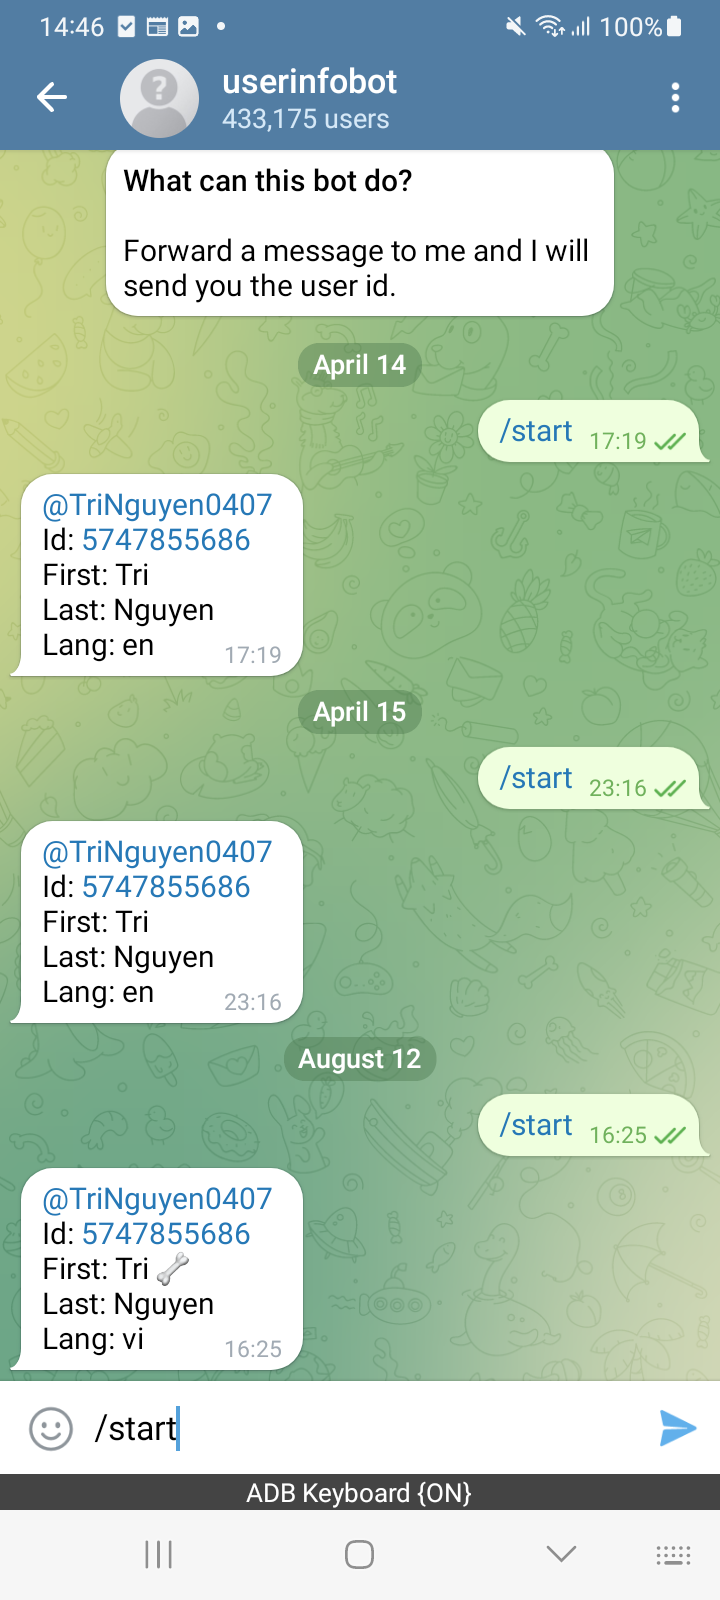 14:46
100%
userinfobot
433,175 users
What can this bot do?
Forward a message to me and I will
send you the user id.
April 14
/start 17:19
@TriNguyen0407
Id: 5747855686
First: Tri
Last: Nguyen
Lang: en 17:19
April 15
/start 23:16
@TriNguyen0407
Id: 5747855686
First: Tri
Last: Nguyen
Lang: en 23:16
August 12
/start 16:25
@TriNguyen0407
Id: 5747855686
First: Tri 🦴
Last: Nguyen
Lang: vi 16:25
/start
ADB Keyboard {ON}